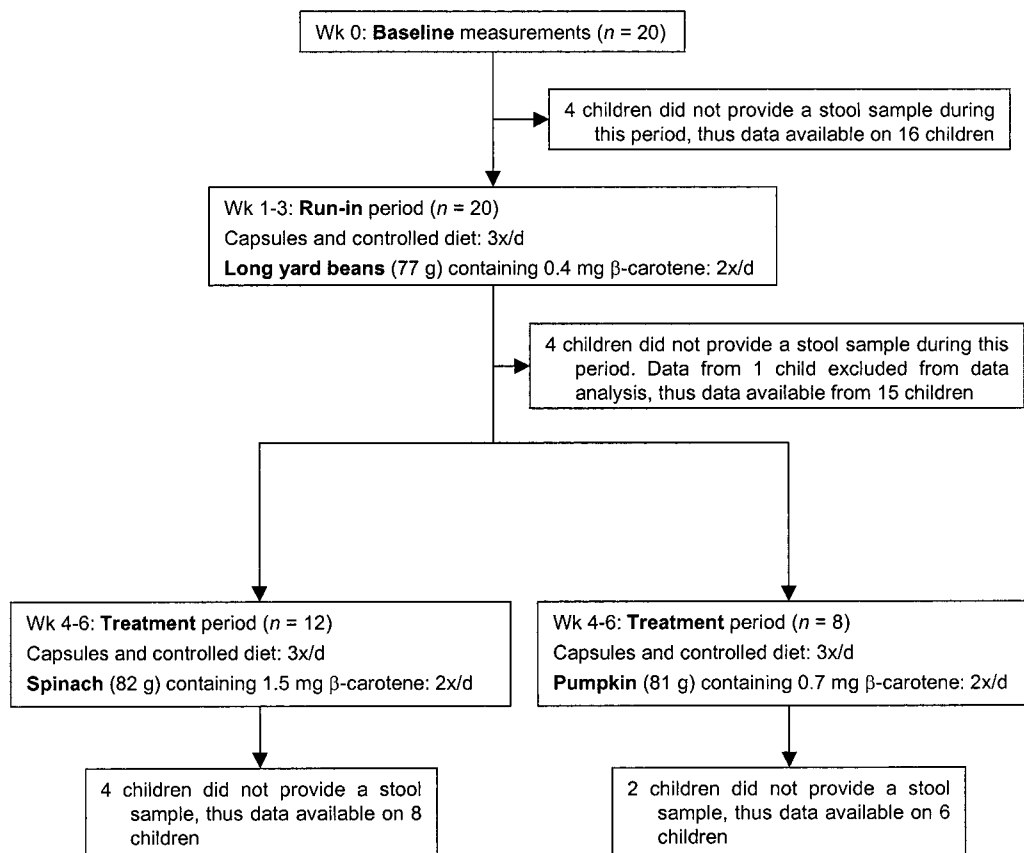 Wk 0: Baseline measurements (n = 20)
4 children did not provide a stool sample during
this period, thus data available on 16 children
Wk 1-3: Run-in period (n = 20)
Capsules and controlled diet: 3x/d
Long yard beans (77 g) containing 0.4 mg β-carotene: 2x/d
4 children did not provide a stool sample during this
period. Data from 1 child excluded from data
analysis, thus data available from 15 children
Wk 4-6: Treatment period (n = 12)
Capsules and controlled diet: 3x/d
Spinach (82 g) containing 1.5 mg β-carotene: 2x/d
Wk 4-6: Treatment period (n = 8)
Capsules and controlled diet: 3x/d
Pumpkin (81 g) containing 0.7 mg β-carotene: 2x/d
4 children did not provide a stool
sample, thus data available on 8
children
2 children did not provide a stool
sample, thus data available on 6
children